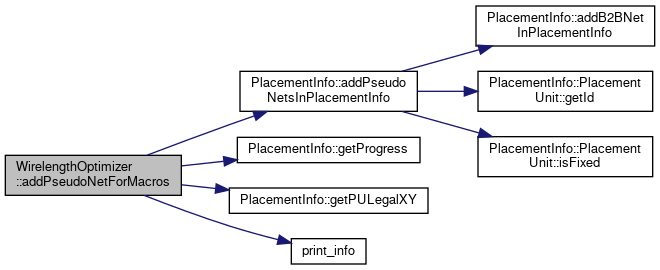 PlacementInfo::addB2BNet
InPlacementInfo
PlacementInfo::addPseudo
NetsInPlacementInfo
PlacementInfo::Placement
Unit::getId
PlacementInfo::getProgress
PlacementInfo::Placement
Unit::isFixed
WirelengthOptimizer
::addPseudoNetForMacros
PlacementInfo::getPULegalXY
print_info